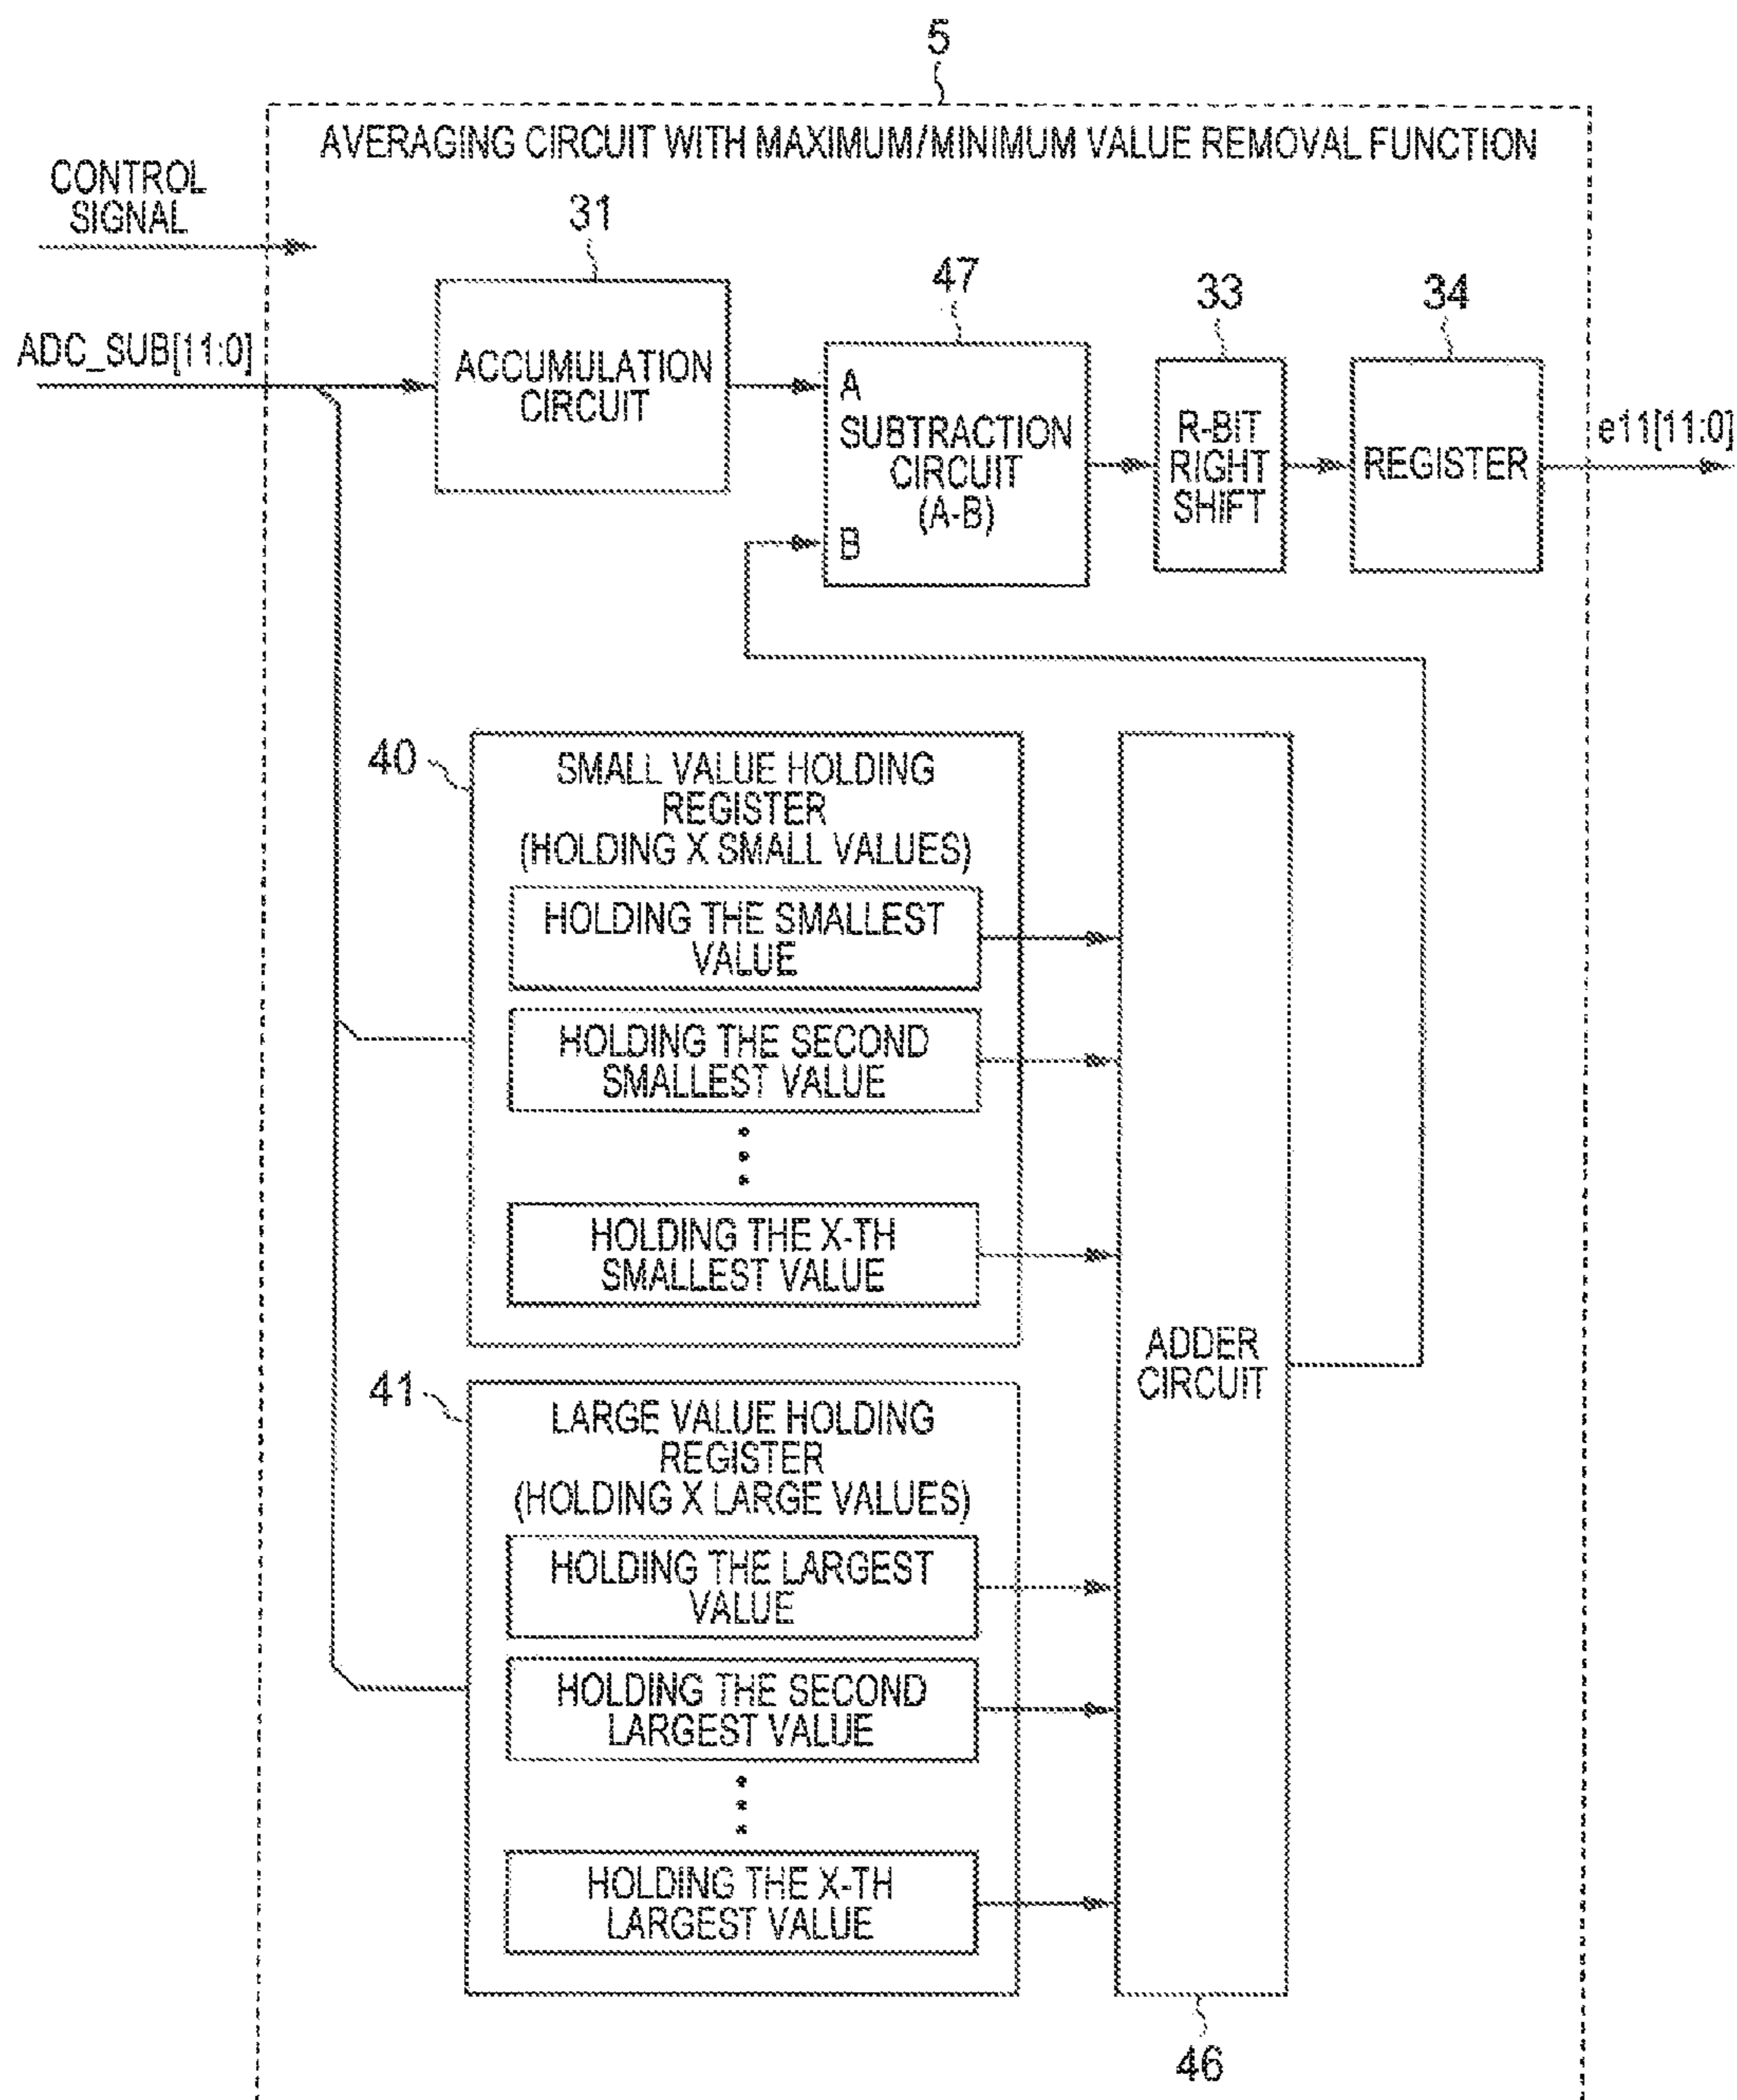 5
AVERAGING CIRCUIT WITH MAXIMUM/MINIMUM VALUE REMOVAL FUNCTION
CONTROL
SIGNAL
ADC_SUB[11:0]
31
ACCUMULATION
CIRCUIT
47
A
SUBTRACTION
CIRCUIT
(A-B)
B
33
R-BIT
RIGHT
SHIFT
34
REGISTER
e11[11:0]
40
SMALL VALUE HOLDING
REGISTER
(HOLDING X SMALL VALUES)
HOLDING THE SMALLEST
VALUE
HOLDING THE SECOND
SMALLEST VALUE
HOLDING THE X-TH
SMALLEST VALUE
41
LARGE VALUE HOLDING
REGISTER
(HOLDING X LARGE VALUES)
HOLDING THE LARGEST
VALUE
HOLDING THE SECOND
LARGEST VALUE
HOLDING THE X-TH
LARGEST VALUE
ADDER
CIRCUIT
46